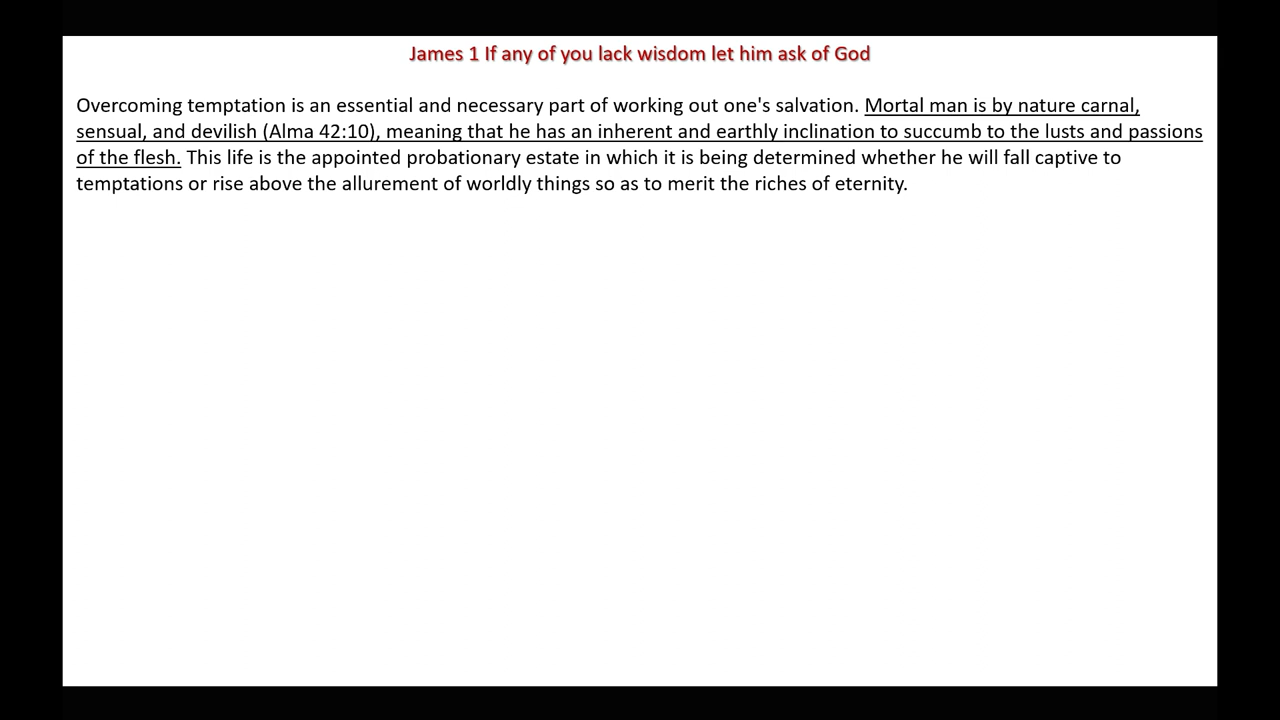 James 1 If any of you lack wisdom let him ask of God
Overcoming temptation is an essential and necessary part of working out one's salvation. Mortal man is by nature carnal,
sensual, and devilish (Alma 42:10), meaning that he has an inherent and earthly inclination to succumb to the lusts and passions
of the flesh. This life is the appointed probationary estate in which it is being determined whether he will fall captive to
temptations or rise above the allurement of worldly things so as to merit the riches of eternity.